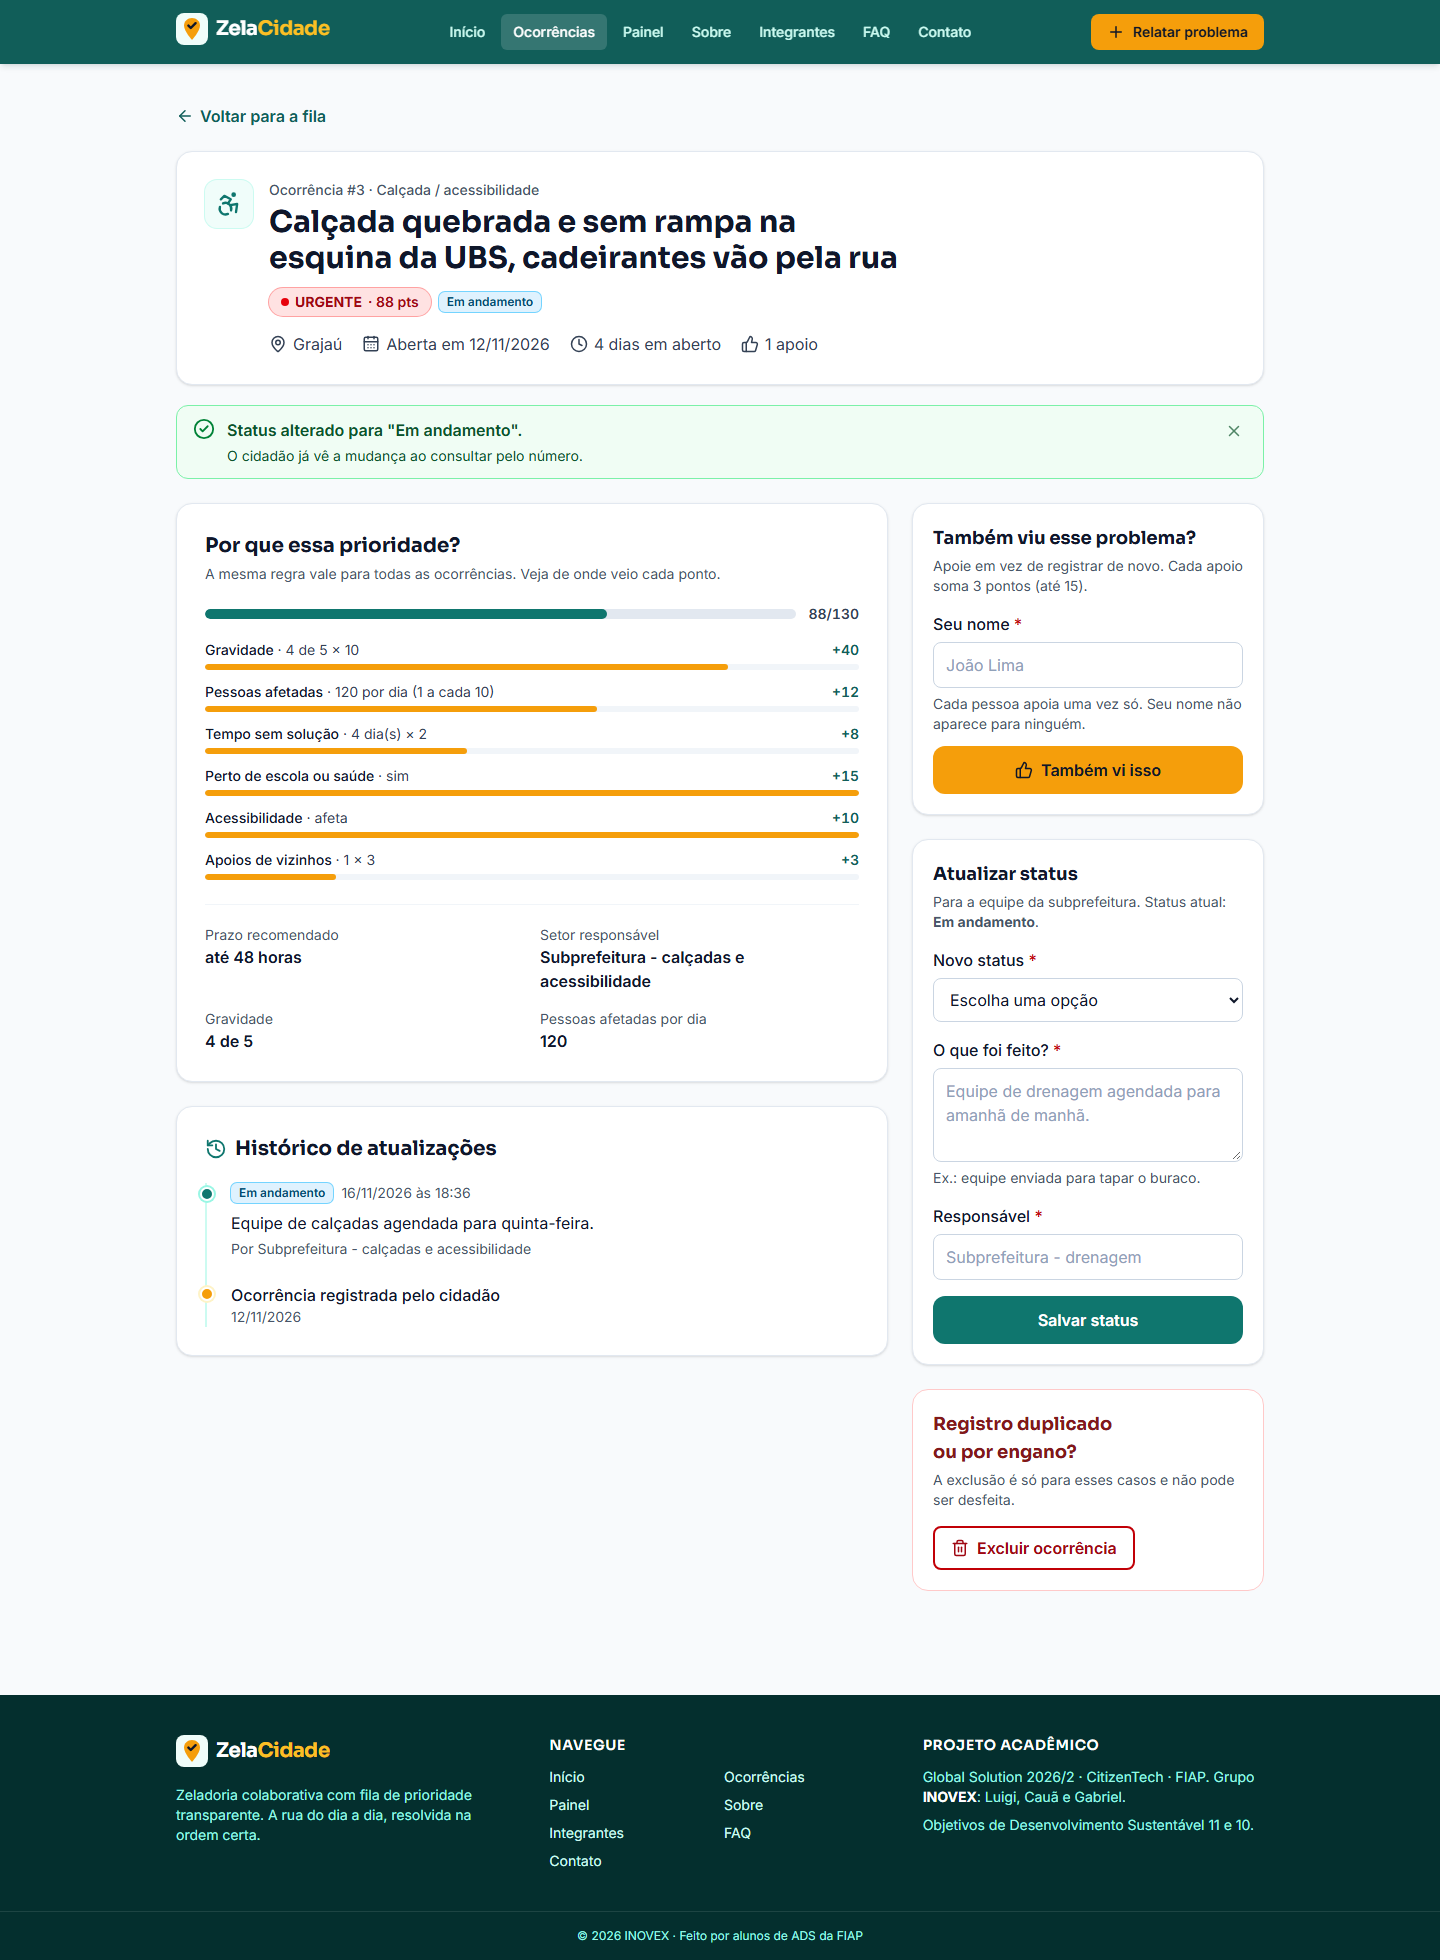 ZelaCidade
Início
Ocorrências
Painel
Sobre
Integrantes
FAQ
Contato
Relatar problema
Voltar para a fila
Ocorrência #3 · Calçada / acessibilidade
Calçada quebrada e sem rampa na
esquina da UBS, cadeirantes vão pela rua
URGENTE · 88 pts
Em andamento
Grajaú
Aberta em 12/11/2026
4 dias em aberto
1 apoio
Status alterado para "Em andamento".
O cidadão já vê a mudança ao consultar pelo número.
Por que essa prioridade?
A mesma regra vale para todas as ocorrências. Veja de onde veio cada ponto.
88/130
Gravidade · 4 de 5 × 10 +40
Pessoas afetadas · 120 por dia (1 a cada 10) +12
Tempo sem solução · 4 dia(s) × 2 +8
Perto de escola ou saúde · sim +15
Acessibilidade · afeta +10
Apoios de vizinhos · 1 × 3 +3
Prazo recomendado
até 48 horas
Setor responsável
Subprefeitura - calçadas e
acessibilidade
Gravidade
4 de 5
Pessoas afetadas por dia
120
Histórico de atualizações
Em andamento 16/11/2026 às 18:36
Equipe de calçadas agendada para quinta-feira.
Por Subprefeitura - calçadas e acessibilidade
Ocorrência registrada pelo cidadão
12/11/2026
Também viu esse problema?
Apoie em vez de registrar de novo. Cada apoio
soma 3 pontos (até 15).
Seu nome *
João Lima
Cada pessoa apoia uma vez só. Seu nome não
aparece para ninguém.
Também vi isso
Atualizar status
Para a equipe da subprefeitura. Status atual:
Em andamento.
Novo status *
Escolha uma opção
O que foi feito? *
Equipe de drenagem agendada para
amanhã de manhã.
Ex.: equipe enviada para tapar o buraco.
Responsável *
Subprefeitura - drenagem
Salvar status
Registro duplicado
ou por engano?
A exclusão é só para esses casos e não pode
ser desfeita.
Excluir ocorrência
ZelaCidade
Zeladoria colaborativa com fila de prioridade
transparente. A rua do dia a dia, resolvida na
ordem certa.
NAVEGUE
Início
Ocorrências
Painel
Sobre
Integrantes
FAQ
Contato
PROJETO ACADÊMICO
Global Solution 2026/2 · CitizenTech · FIAP. Grupo
INOVEX: Luigi, Cauã e Gabriel.
Objetivos de Desenvolvimento Sustentável 11 e 10.
© 2026 INOVEX · Feito por alunos de ADS da FIAP